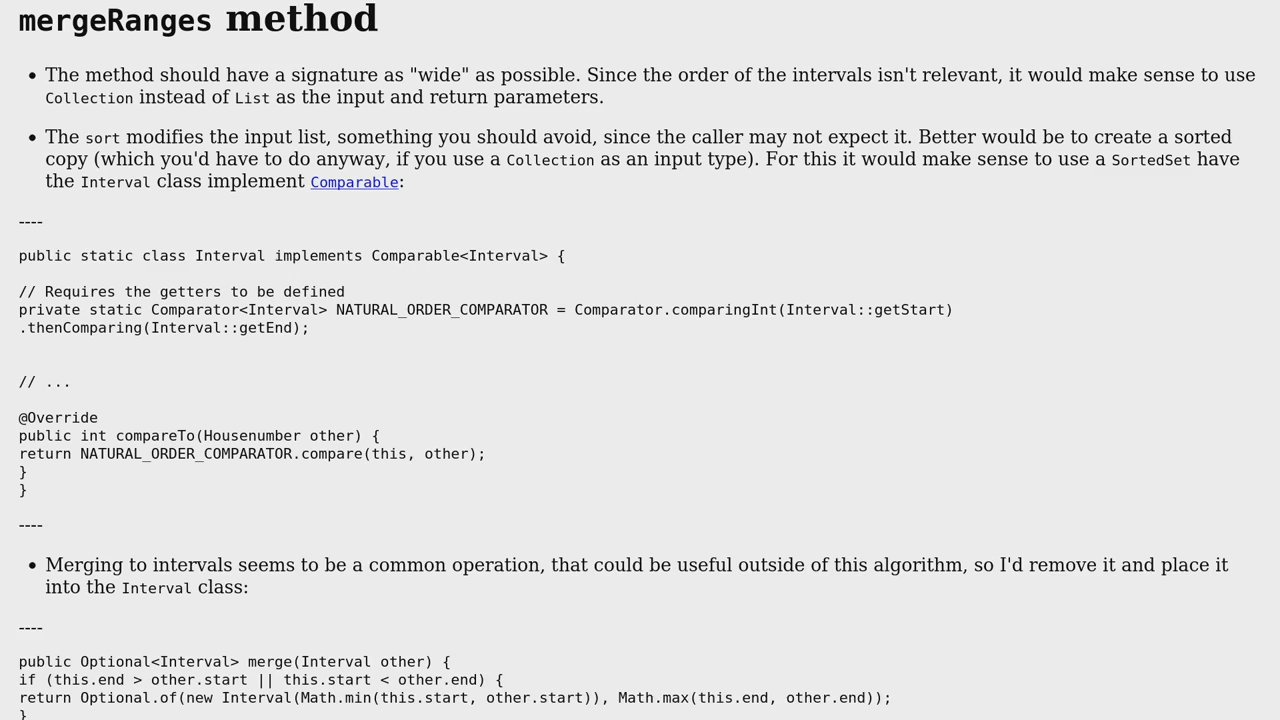 mergeRanges method
• The method should have a signature as "wide" as possible. Since the order of the intervals isn't relevant, it would make sense to use
Collection instead of List as the input and return parameters.
• The sort modifies the input list, something you should avoid, since the caller may not expect it. Better would be to create a sorted
copy (which you'd have to do anyway, if you use a Collection as an input type). For this it would make sense to use a SortedSet have
the Interval class implement Comparable:
----
public static class Interval implements Comparable<Interval> {
// Requires the getters to be defined
private static Comparator<Interval> NATURAL_ORDER_COMPARATOR = Comparator.comparingInt(Interval::getStart)
.thenComparing(Interval::getEnd);
// ...
@Override
public int compareTo(Housenumber other) {
return NATURAL_ORDER_COMPARATOR.compare(this, other);
}
}
----
• Merging to intervals seems to be a common operation, that could be useful outside of this algorithm, so I'd remove it and place it
into the Interval class:
----
public Optional<Interval> merge(Interval other) {
if (this.end > other.start || this.start < other.end) {
return Optional.of(new Interval(Math.min(this.start, other.start)), Math.max(this.end, other.end));
}